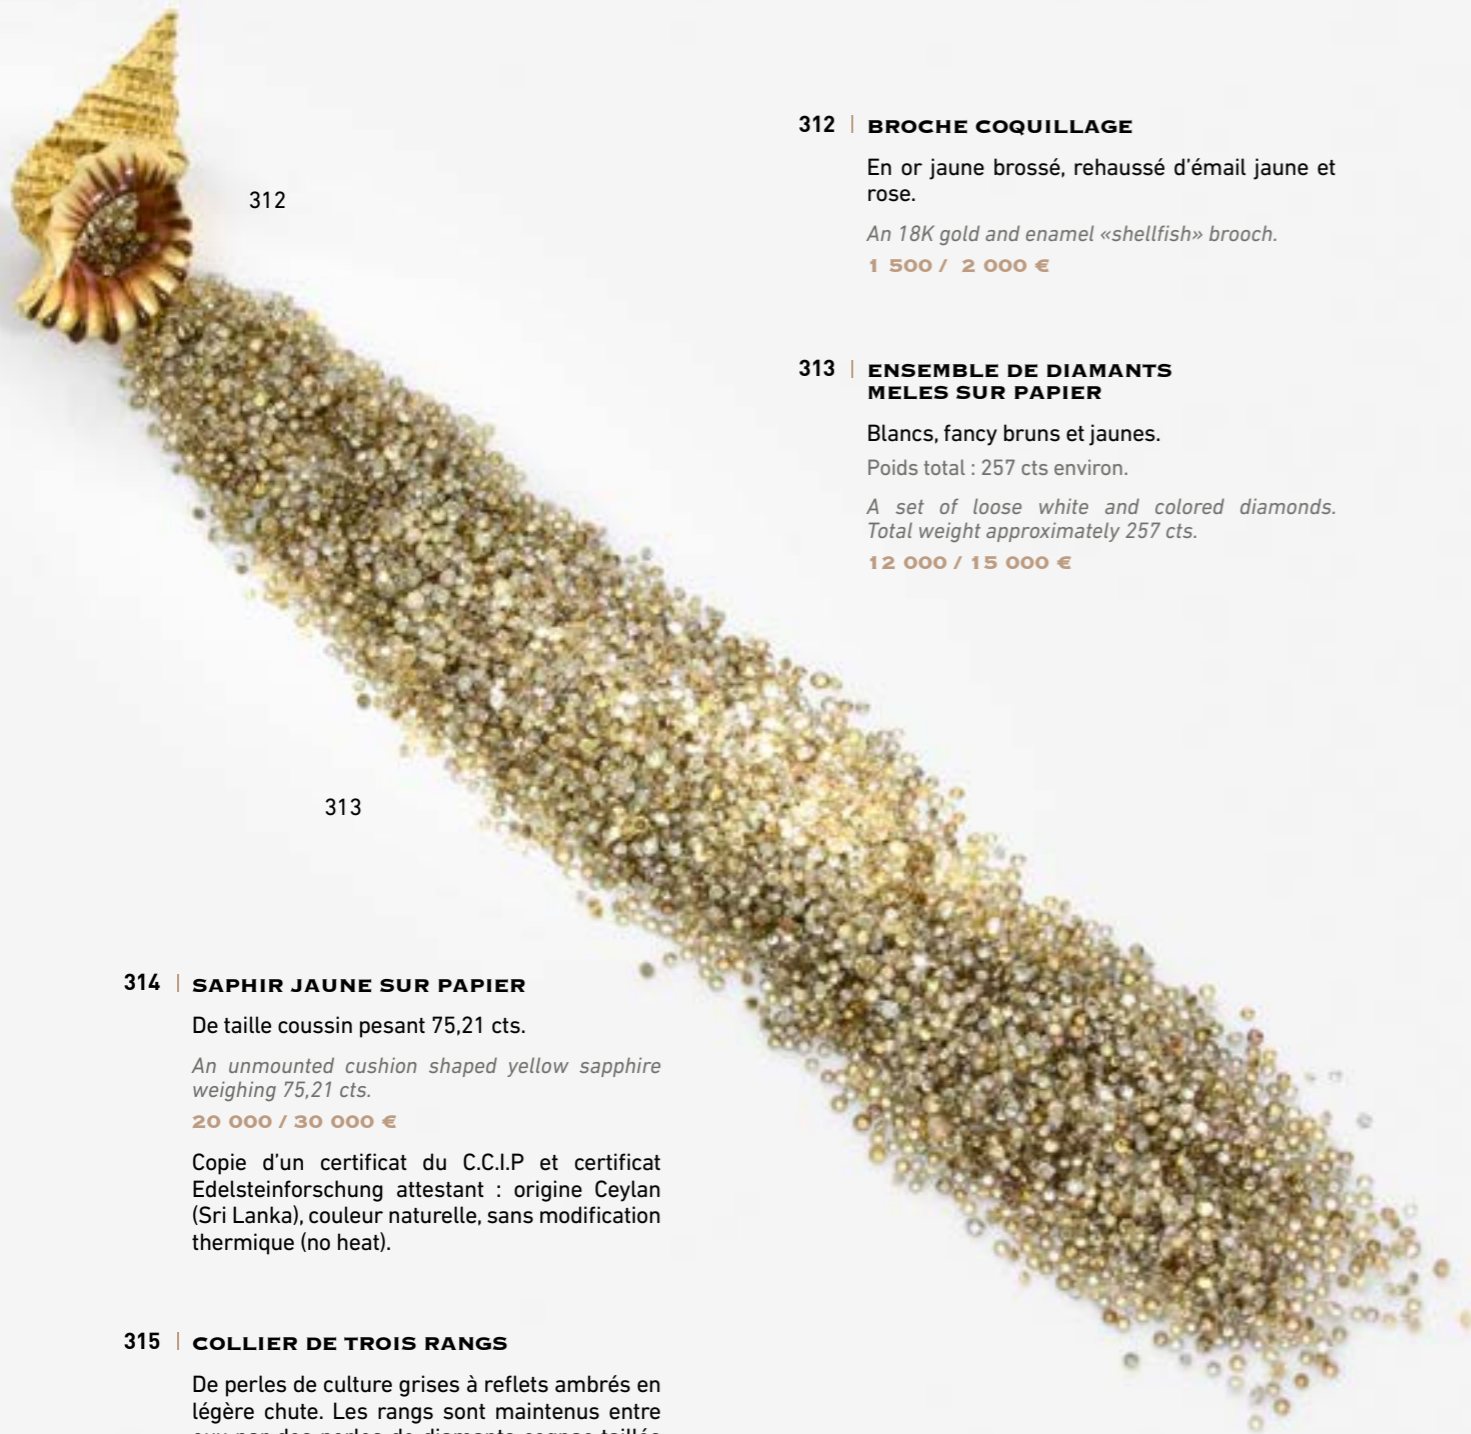 312 | BROCHE COQUILLAGE
En or jaune brossé, rehaussé d'émail jaune et
rose.
An 18K gold and enamel «shellfish» brooch.
1 500 / 2 000 €
312
313 | ENSEMBLE DE DIAMANTS
MELES SUR PAPIER
Blancs, fancy bruns et jaunes.
Poids total : 257 cts environ.
A set of loose white and colored diamonds.
Total weight approximately 257 cts.
12 000 / 15 000 €
313
314 | SAPHIR JAUNE SUR PAPIER
De taille coussin pesant 75,21 cts.
An unmounted cushion shaped yellow sapphire
weighing 75,21 cts.
20 000 / 30 000 €
Copie d'un certificat du C.C.I.P et certificat
Edelsteinforschung attestant : origine Ceylan
(Sri Lanka), couleur naturelle, sans modification
thermique (no heat).
315 | COLLIER DE TROIS RANGS
De perles de culture grises à reflets ambrés en
légère chute. Les rangs sont maintenus entre